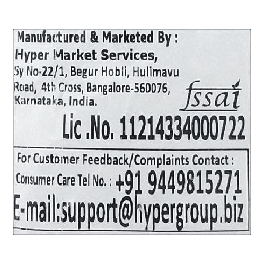 Manufactured & Marketed By :
Hyper Market Services,
Sy No-22/1, Begur Hobli, Hulimavu
Road, 4th Cross, Bangalore-560076,
Karnataka, India.
fssai
Lic .No. 11214334000722
For Customer Feedback/Complaints Contact :
Consumer Care Tel No. : +91 9449815271
E-mail:support@hypergroup.biz